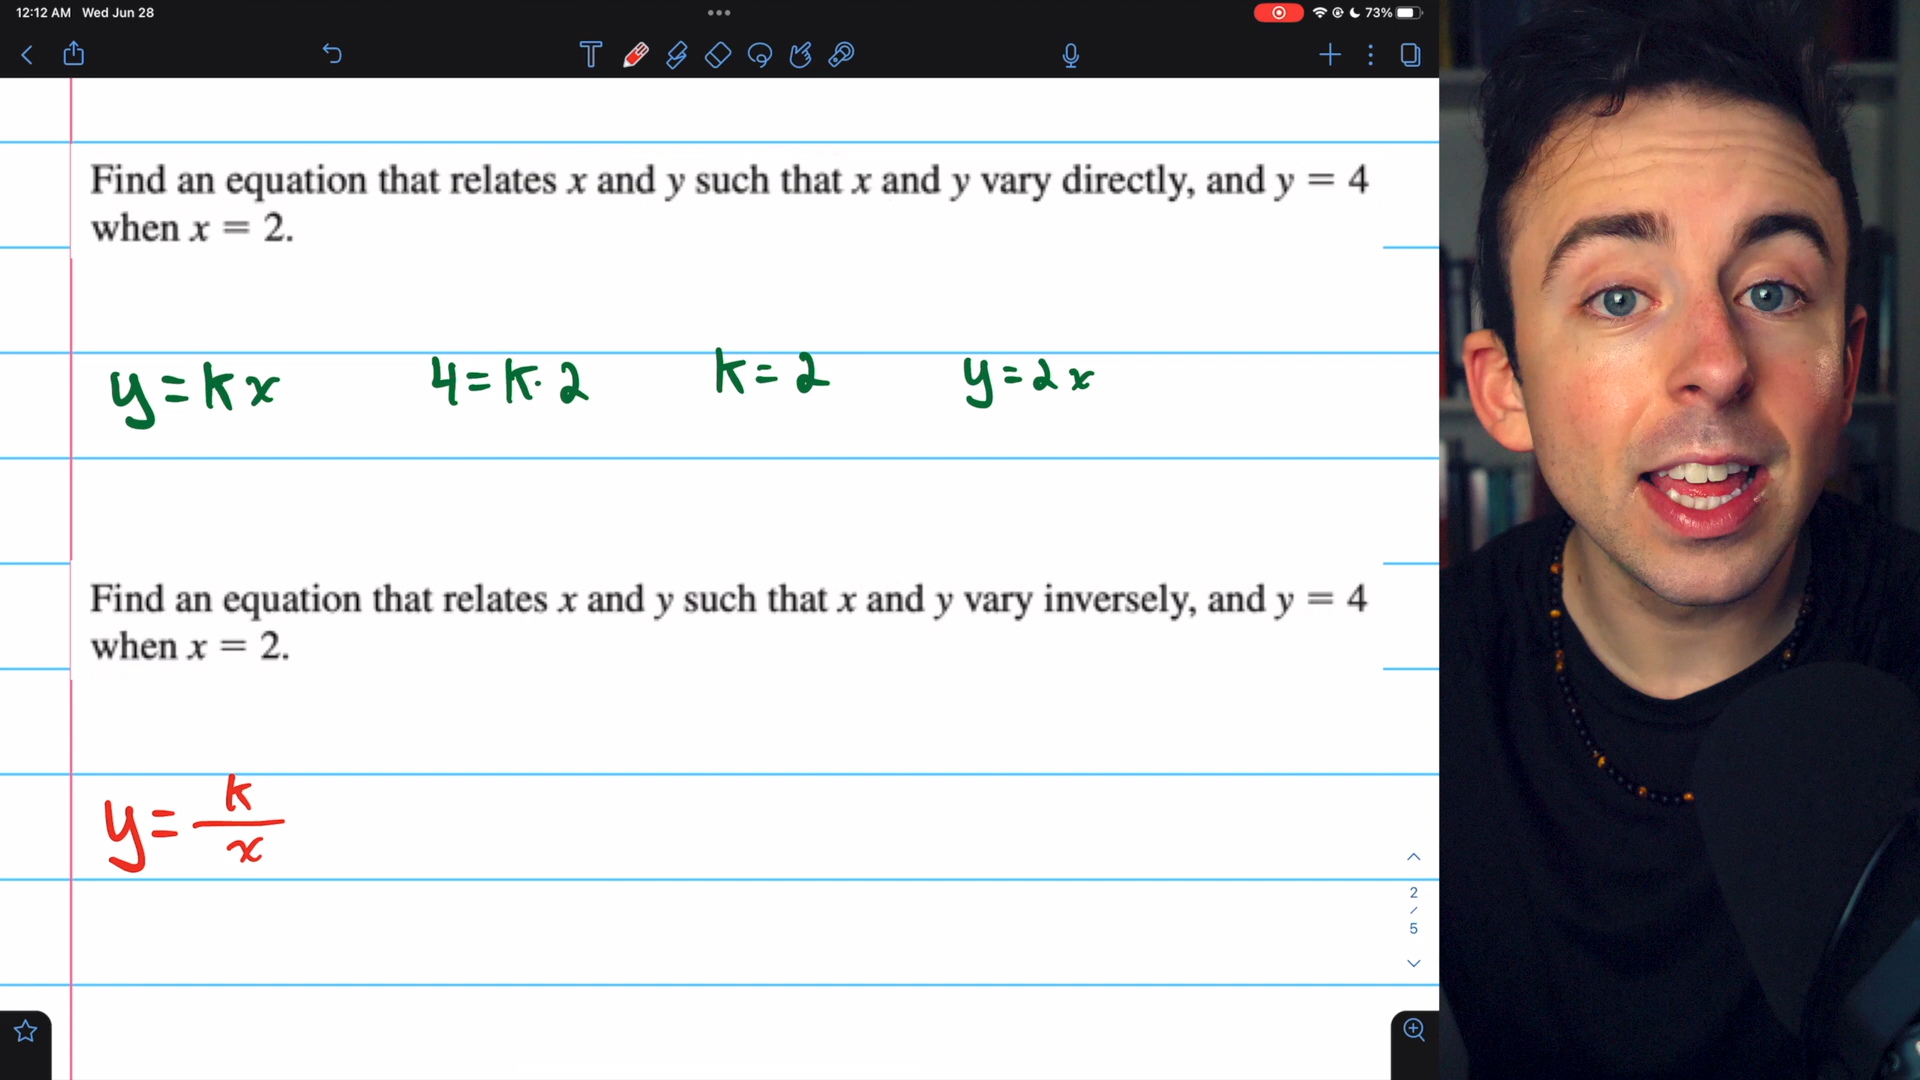 12:12 AM Wed Jun 28
73%
Find an equation that relates x and y such that x and y vary directly, and y = 4
when x = 2.
y = kx 4 = k · 2 k = 2 y = 2x
Find an equation that relates x and y such that x and y vary inversely, and y = 4
when x = 2.
y = k/x
2
/
5